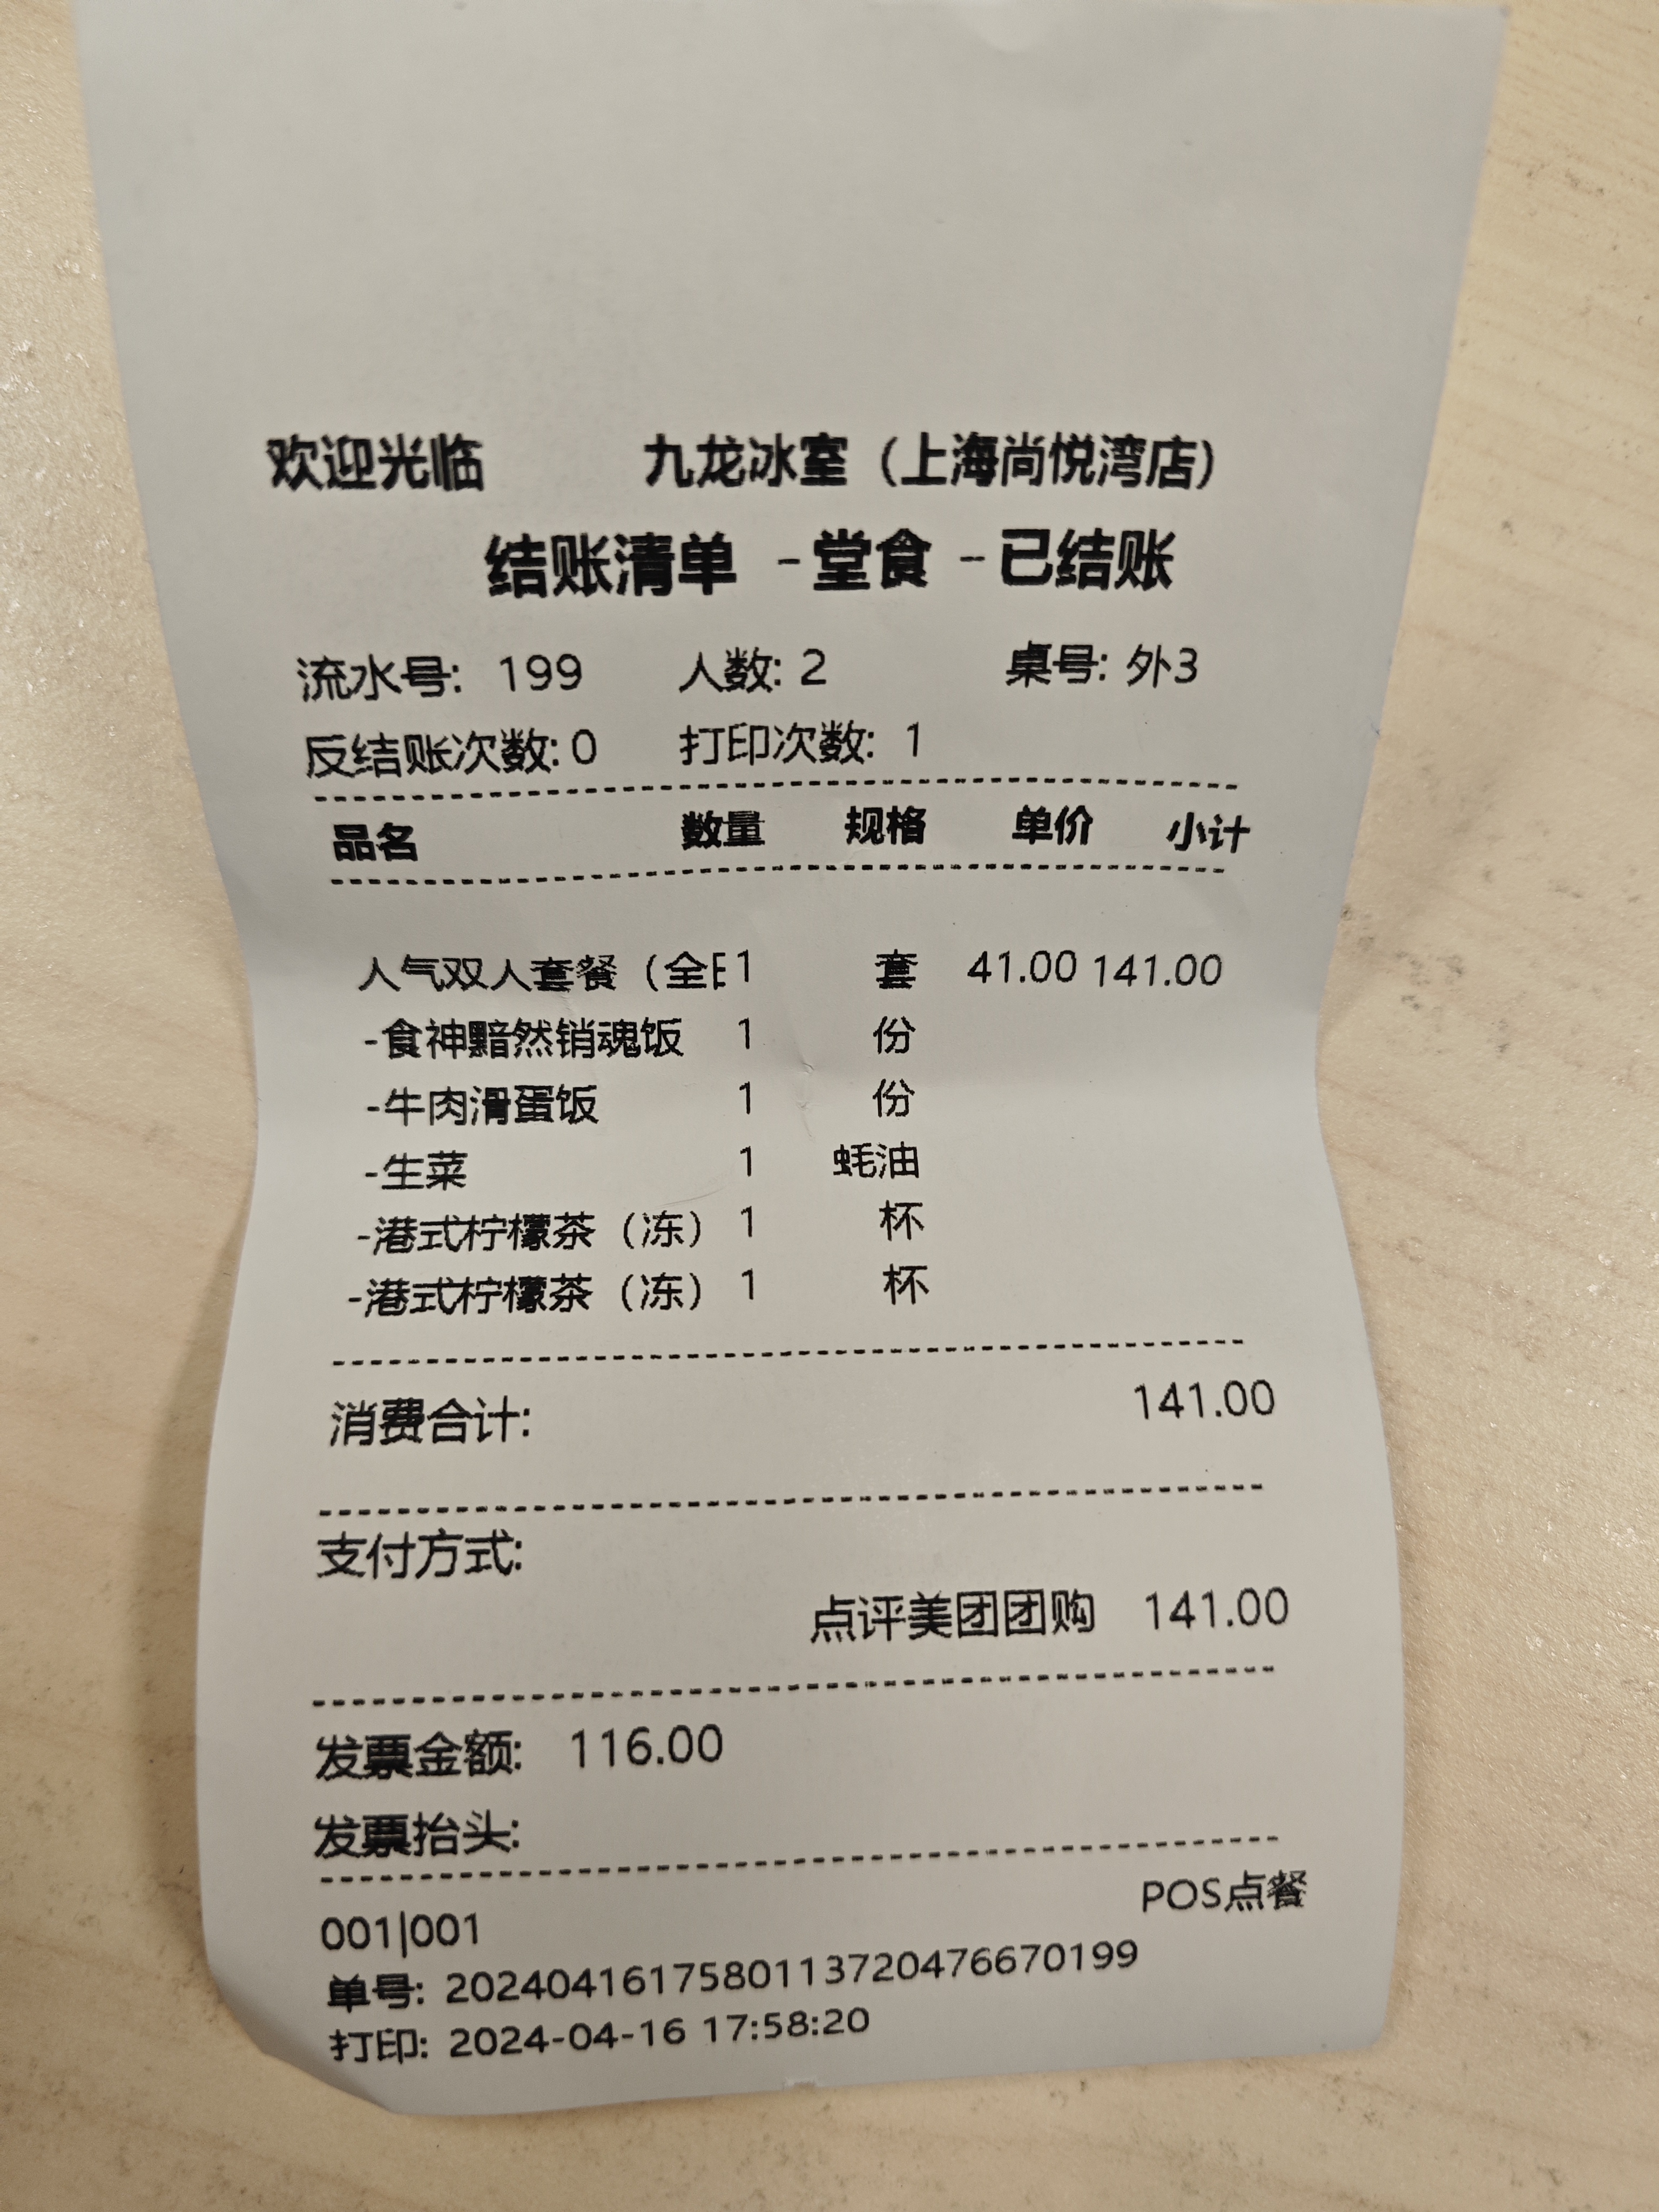 欢迎光临 九龙冰室（上海尚悦湾店）
结账清单 -堂食 -已结账
流水号: 199 人数: 2 桌号: 外3
反结账次数: 0 打印次数: 1
品名 数量 规格 单价 小计
人气双人套餐（全日 1 套 41.00 141.00
-食神黯然销魂饭 1 份
-牛肉滑蛋饭 1 份
-生菜 1 蚝油
-港式柠檬茶（冻） 1 杯
-港式柠檬茶（冻） 1 杯
消费合计: 141.00
支付方式:
点评美团团购 141.00
发票金额: 116.00
发票抬头:
POS点餐
001|001
单号: 20240416175801137204766​70199
打印: 2024-04-16 17:58:20